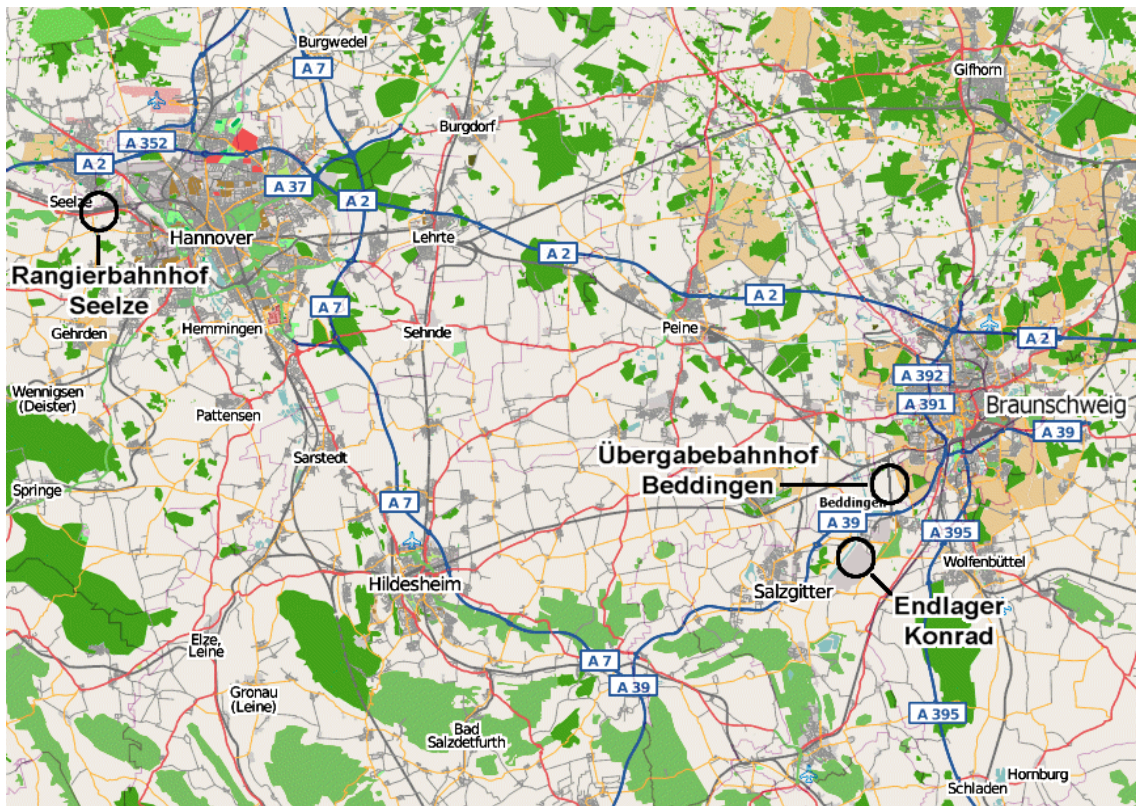 Burgwedel
A 7
Gifhorn
Burgdorf
A 352
A 2
A 37
Seelze
A 2
Hannover
Lehrte
A 2
Rangierbahnhof
Seelze
A 2
A 7
Gehrden
Hemmingen
Sehnde
Peine
A 2
A 392
Wennigsen
(Deister)
Pattensen
A 391
Braunschweig
A 39
Sarstedt
Übergabebahnhof
Beddingen
Springe
A 7
Beddingen
A 39
A 395
Hildesheim
Salzgitter
Wolfenbüttel
Endlager
Konrad
Elze,
Leine
A 7
A 39
Gronau
(Leine)
Bad
Salzdetfurth
A 395
Hornburg
Schladen